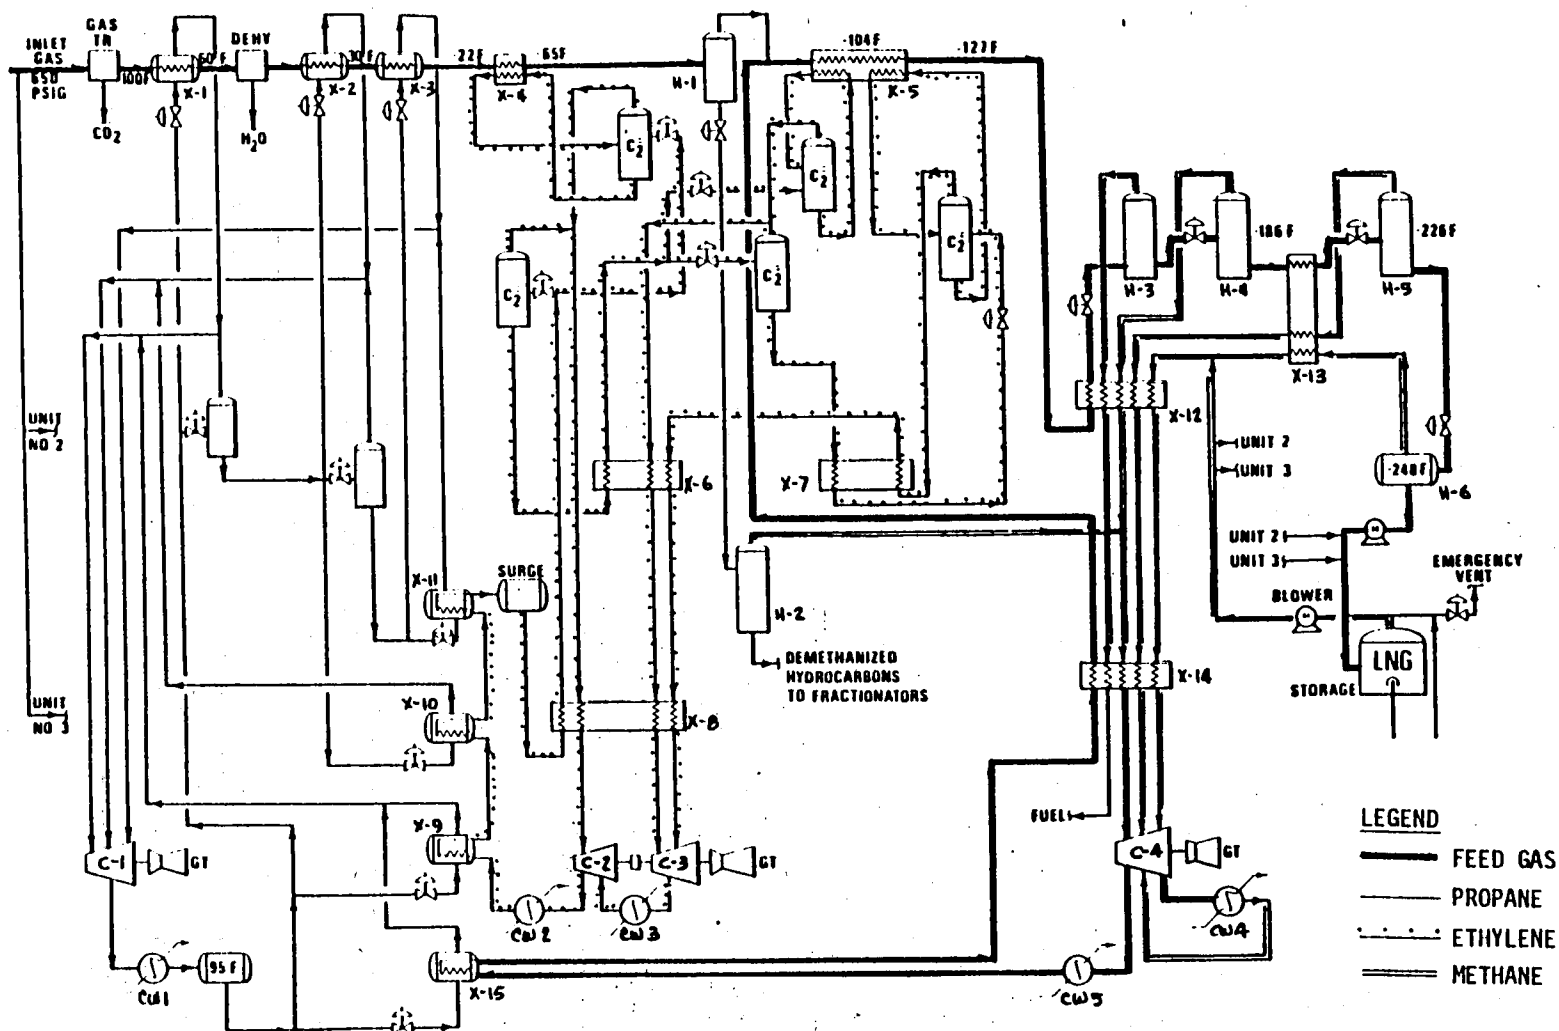 GAS
TR
INLET
GAS
650
PSIG
100F
CO2
X-1
60F
DEHY
H2O
X-2
30F
X-3
-22F
X-4
-65F
H-1
-104F
X-5
-127F
C2=
C2=
C2=
C2=
C2=
H-3
H-4
-186F
H-5
-226F
X-13
X-12
UNIT
NO 2
UNIT 2
UNIT 3
-248F
H-6
X-6
X-7
UNIT 2
UNIT 3
EMERGENCY
VENT
BLOWER
LNG
STORAGE
X-11
SURGE
H-2
DEMETHANIZED
HYDROCARBONS
TO FRACTIONATORS
X-14
UNIT
NO 3
X-10
X-8
X-9
FUEL
C-1
GT
C-2
C-3
GT
C-4
GT
CW2
CW3
CW4
CW1
95F
X-15
CW5
LEGEND
FEED GAS
PROPANE
ETHYLENE
METHANE